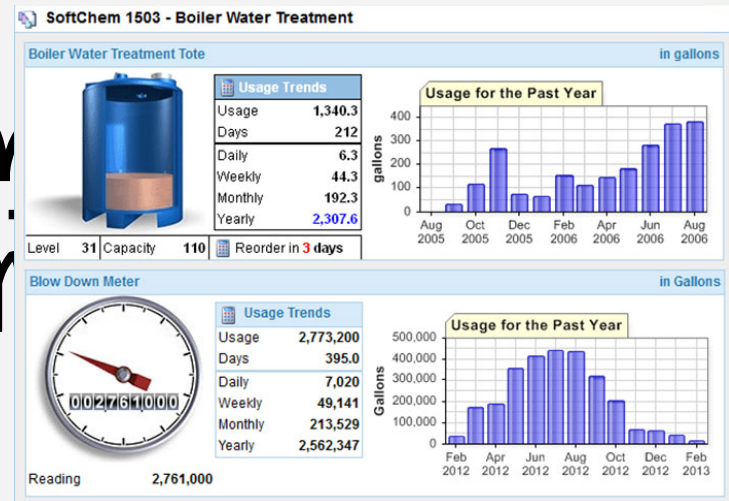 SoftChem 1503 - Boiler Water Treatment
Boiler Water Treatment Tote in gallons
Usage Trends
Usage 1,340.3
Days 212
Daily 6.3
Weekly 44.3
Monthly 192.3
Yearly 2,307.6
Level 31 Capacity 110 Reorder in 3 days
Usage for the Past Year
gallons
400
300
200
100
0
Aug 2005 Oct 2005 Dec 2005 Feb 2006 Apr 2006 Jun 2006 Aug 2006
Blow Down Meter in Gallons
002761000
Reading 2,761,000
Usage Trends
Usage 2,773,200
Days 395.0
Daily 7,020
Weekly 49,141
Monthly 213,529
Yearly 2,562,347
Usage for the Past Year
Gallons
500,000
400,000
300,000
200,000
100,000
0
Feb 2012 Apr 2012 Jun 2012 Aug 2012 Oct 2012 Dec 2012 Feb 2013